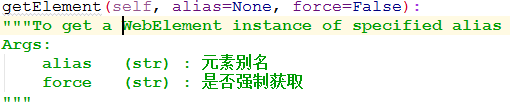 getElement(self, alias=None, force=False):
"""To get a WebElement instance of specified alias
Args:
    alias   (str) : 元素别名
    force   (str) : 是否强制获取
"""